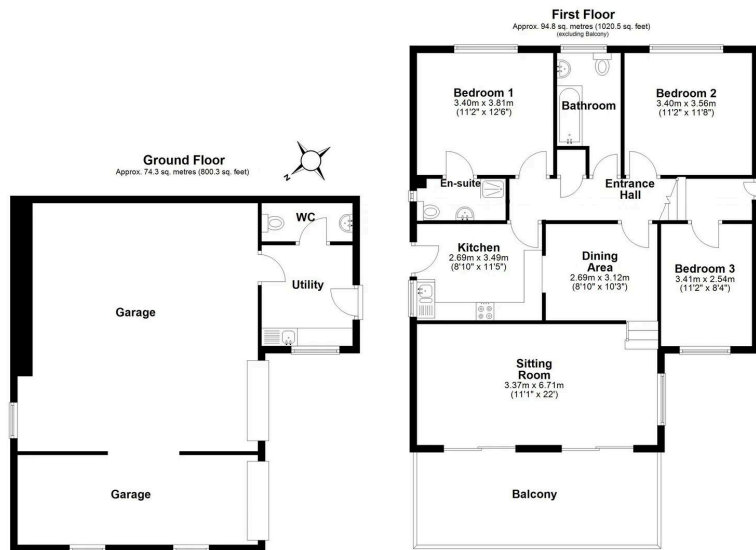 First Floor
Approx. 94.8 sq. metres (1020.5 sq. feet)
(excluding Balcony)
Bedroom 1
3.40m x 3.81m
(11'2" x 12'6")
Bathroom
Bedroom 2
3.40m x 3.56m
(11'2" x 11'8")
En-suite
Entrance
Hall
Kitchen
2.69m x 3.49m
(8'10" x 11'5")
Dining
Area
2.69m x 3.12m
(8'10" x 10'3")
Bedroom 3
3.41m x 2.54m
(11'2" x 8'4")
Sitting
Room
3.37m x 6.71m
(11'1" x 22')
Balcony
Ground Floor
Approx. 74.3 sq. metres (800.3 sq. feet)
N
WC
Utility
Garage
Garage